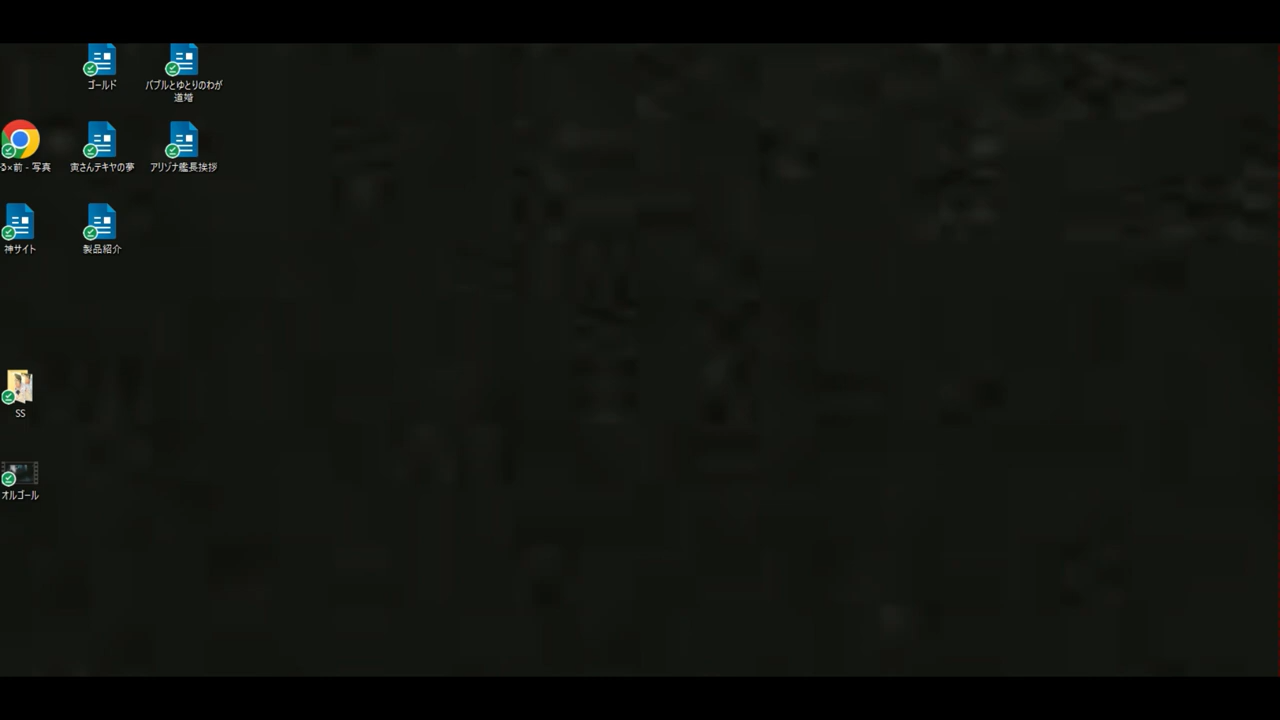 ゴールド
バブルとゆとりのわが
道婚
る×前 - 写真
寅さんテキヤの夢
アリゾナ艦長挨拶
神サイト
製品紹介
SS
オルゴール